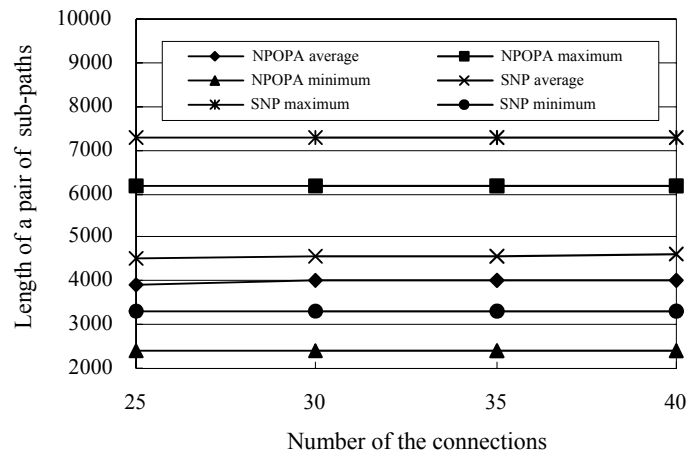 10000
9000
8000
7000
6000
5000
4000
3000
2000
Length of a pair of sub-paths
NPOPA average
NPOPA maximum
NPOPA minimum
SNP average
SNP maximum
SNP minimum
25 30 35 40
Number of the connections